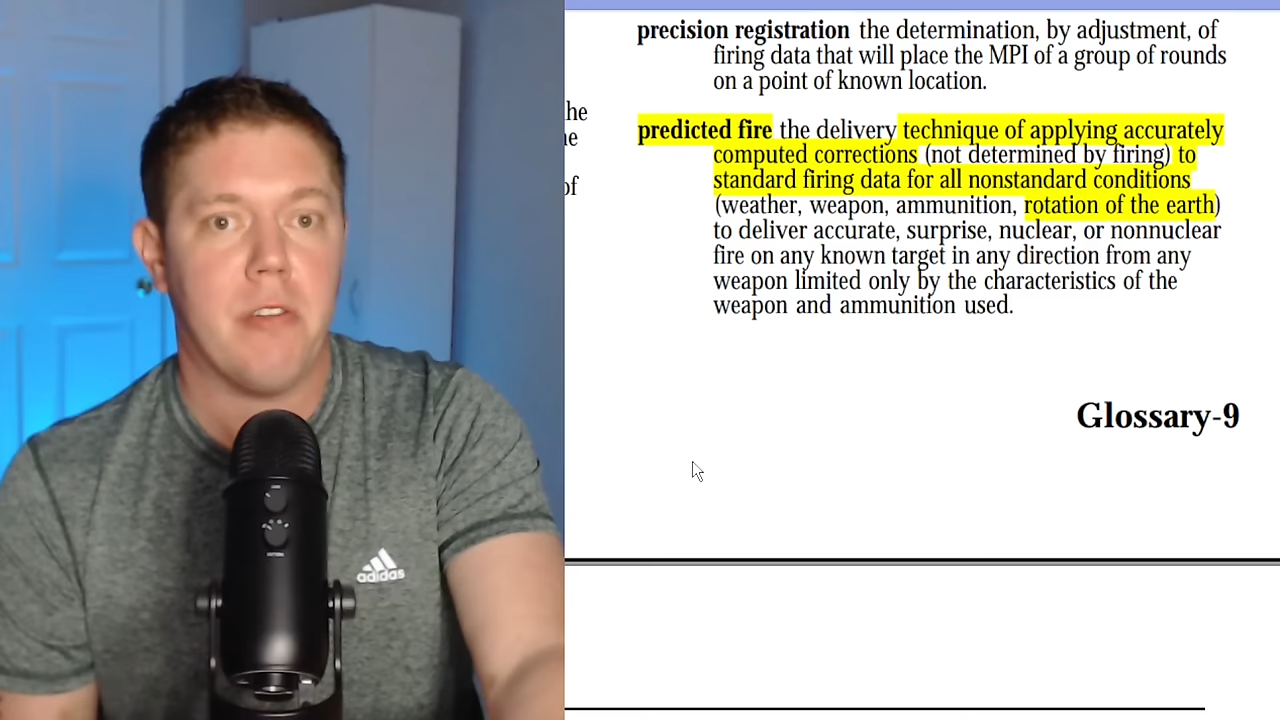 adidas
he
e
of
precision registration the determination, by adjustment, of
firing data that will place the MPI of a group of rounds
on a point of known location.
predicted fire the delivery technique of applying accurately
computed corrections (not determined by firing) to
standard firing data for all nonstandard conditions
(weather, weapon, ammunition, rotation of the earth)
to deliver accurate, surprise, nuclear, or nonnuclear
fire on any known target in any direction from any
weapon limited only by the characteristics of the
weapon and ammunition used.
Glossary-9